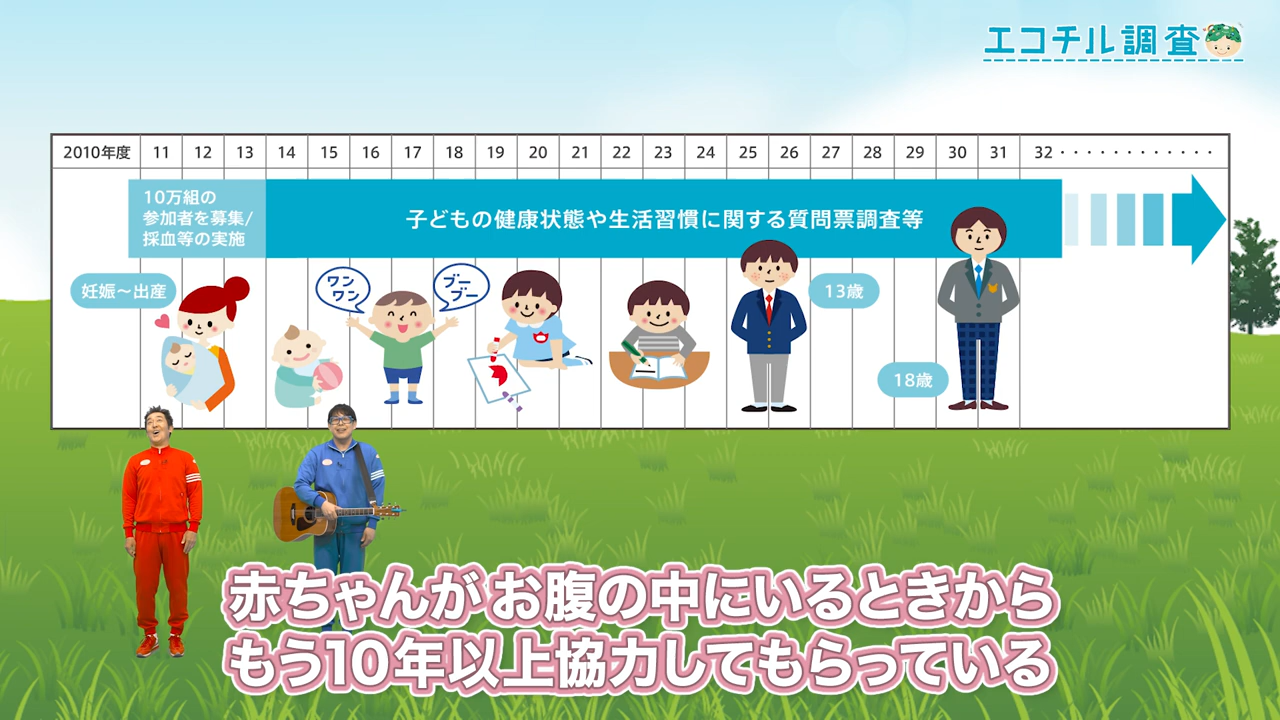 エコチル調査
2010年度 11 12 13 14 15 16 17 18 19 20 21 22 23 24 25 26 27 28 29 30 31 32 ············
10万組の
参加者を募集/
採血等の実施
子どもの健康状態や生活習慣に関する質問票調査等
妊娠～出産
ワン
ワン
ブー
ブー
13歳
18歳
赤ちゃんが お腹の中にいるときから
もう10年以上協力してもらっている